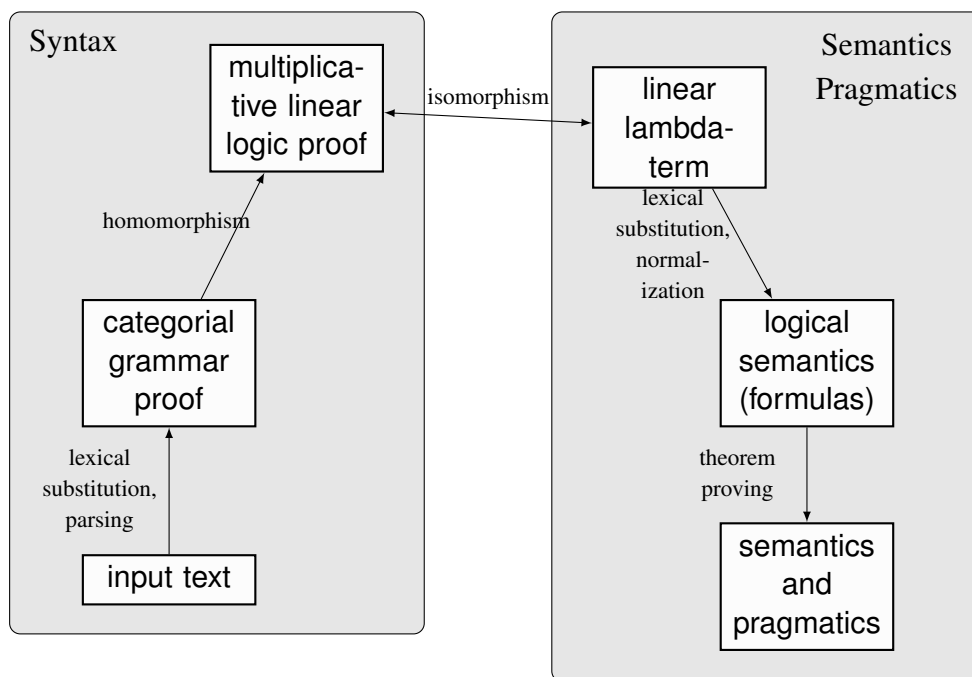 Syntax
multiplica-
tive linear
logic proof
homomorphism
categorial
grammar
proof
lexical
substitution,
parsing
input text
isomorphism
Semantics
Pragmatics
linear
lambda-
term
lexical
substitution,
normal-
ization
logical
semantics
(formulas)
theorem
proving
semantics
and
pragmatics